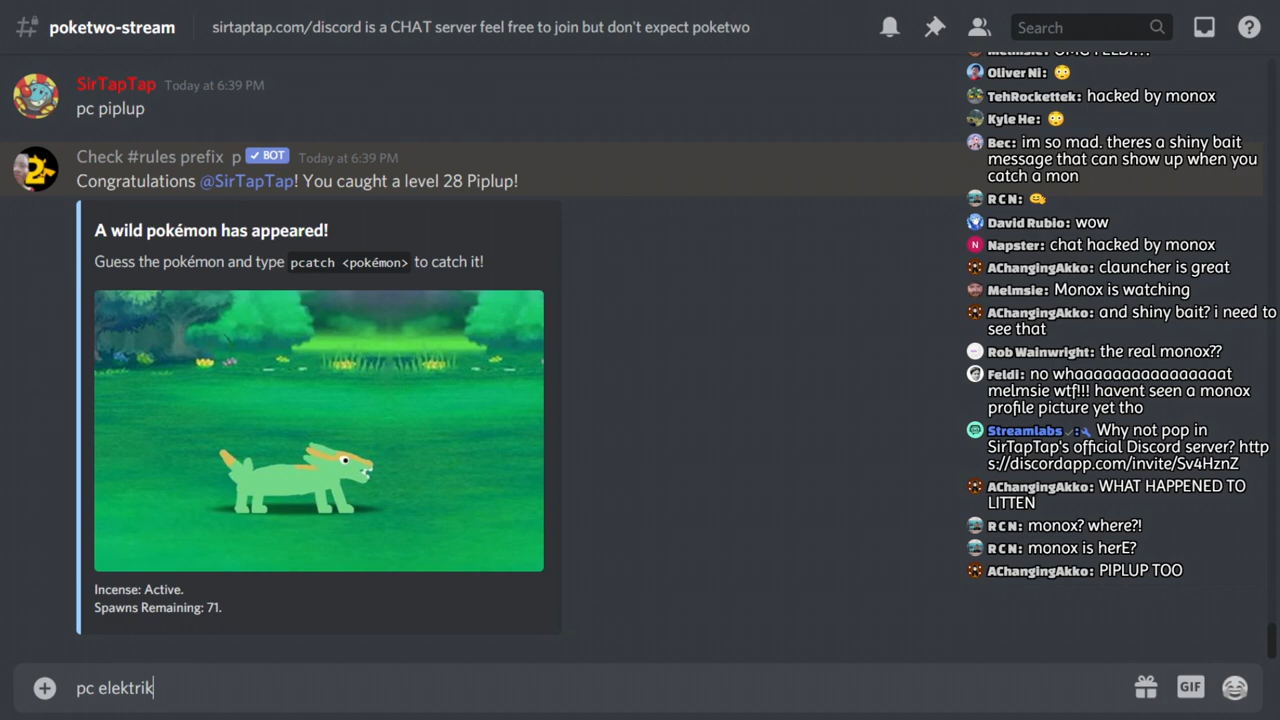 poketwo-stream
sirtaptap.com/discord is a CHAT server feel free to join but don't expect poketwo
Search
SirTapTap Today at 6:39 PM
pc piplup
Check #rules prefix p ✓ BOT Today at 6:39 PM
Congratulations @SirTapTap! You caught a level 28 Piplup!
A wild pokémon has appeared!
Guess the pokémon and type pcatch <pokémon> to catch it!
Incense: Active.
Spawns Remaining: 71.
pc elektrik
GIF
Oliver Ni: 😳
TehRockettek: hacked by monox
Kyle He: 😳
Bec: im so mad. theres a shiny bait
message that can show up when you
catch a mon
R C N:
David Rubio: wow
N Napster: chat hacked by monox
AChangingAkko: clauncher is great
Melmsie: Monox is watching
AChangingAkko: and shiny bait? i need to
see that
Rob Wainwright: the real monox??
Feldi: no whaaaaaaaaaaaaaaaat
melmsie wtf!!! havent seen a monox
profile picture yet tho
Streamlabs: Why not pop in
SirTapTap's official Discord server? http
s://discordapp.com/invite/Sv4HznZ
AChangingAkko: WHAT HAPPENED TO
LITTEN
R C N: monox? where?!
R C N: monox is herE?
AChangingAkko: PIPLUP TOO